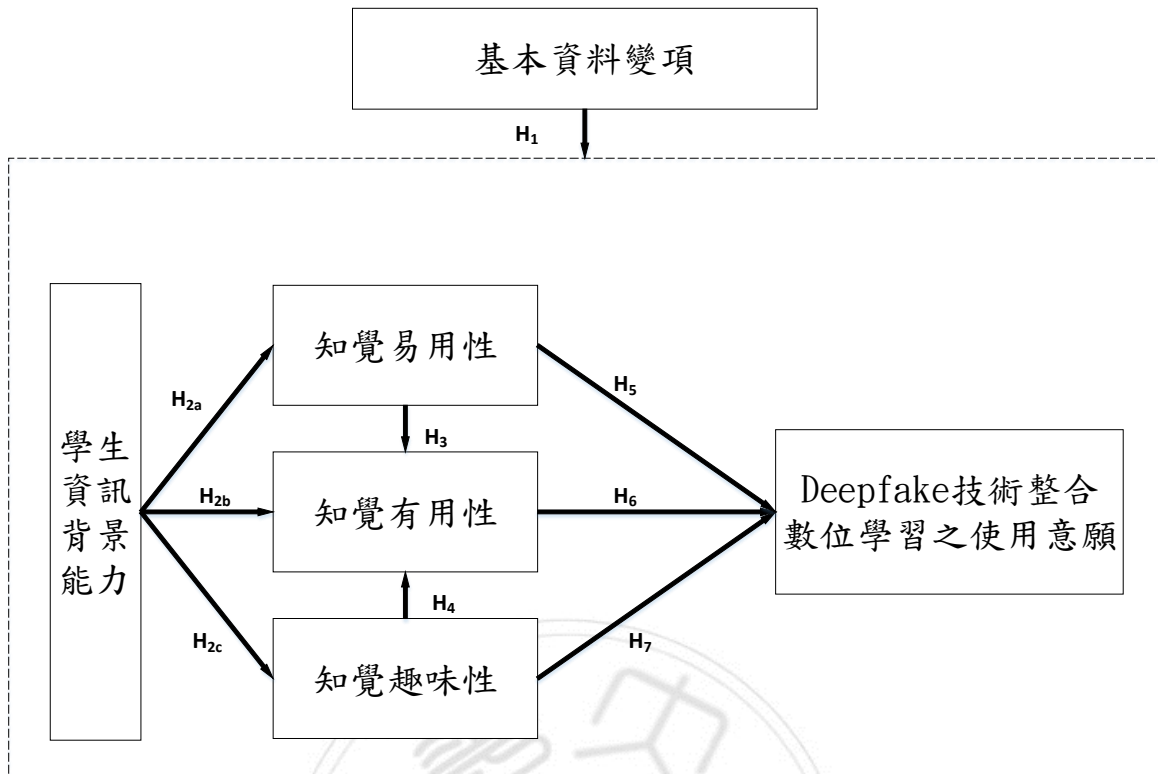 基本資料變項
H₁
學生
資訊
背景
能力
H₂ₐ
知覺易用性
H₅
H₃
H₂b
知覺有用性
H₆
Deepfake技術整合
數位學習之使用意願
H₄
H₂c
知覺趣味性
H₇